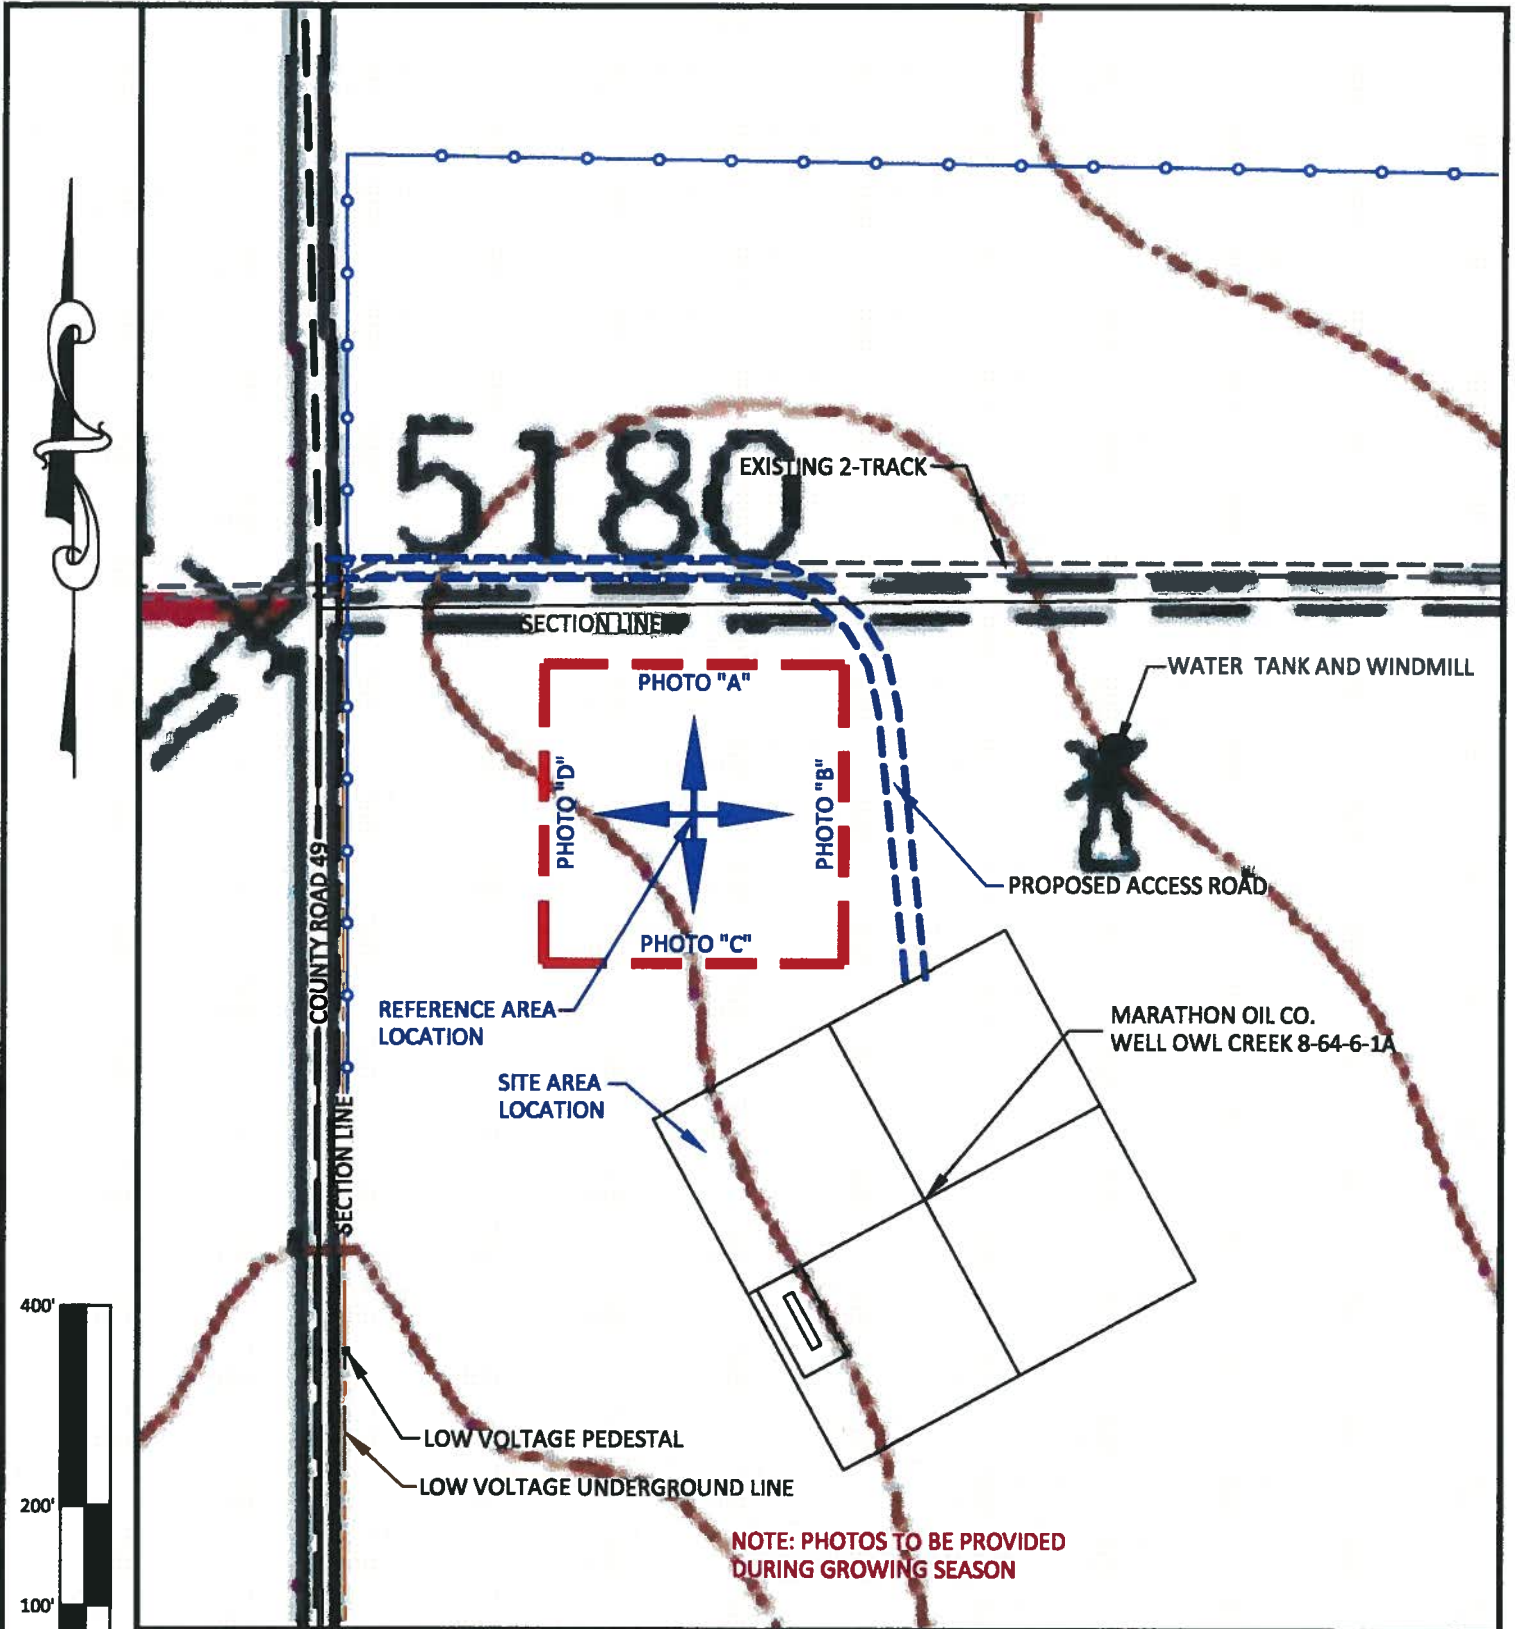 5180
EXISTING 2-TRACK
SECTION LINE
WATER TANK AND WINDMILL
PHOTO "A"
PHOTO "D"
PHOTO "B"
PHOTO "C"
COUNTY ROAD 49
PROPOSED ACCESS ROAD
REFERENCE AREA
LOCATION
MARATHON OIL CO.
WELL OWL CREEK 8-64-6-1A
SITE AREA
LOCATION
SECTION LINE
400'
200'
100'
LOW VOLTAGE PEDESTAL
LOW VOLTAGE UNDERGROUND LINE
NOTE: PHOTOS TO BE PROVIDED
DURING GROWING SEASON